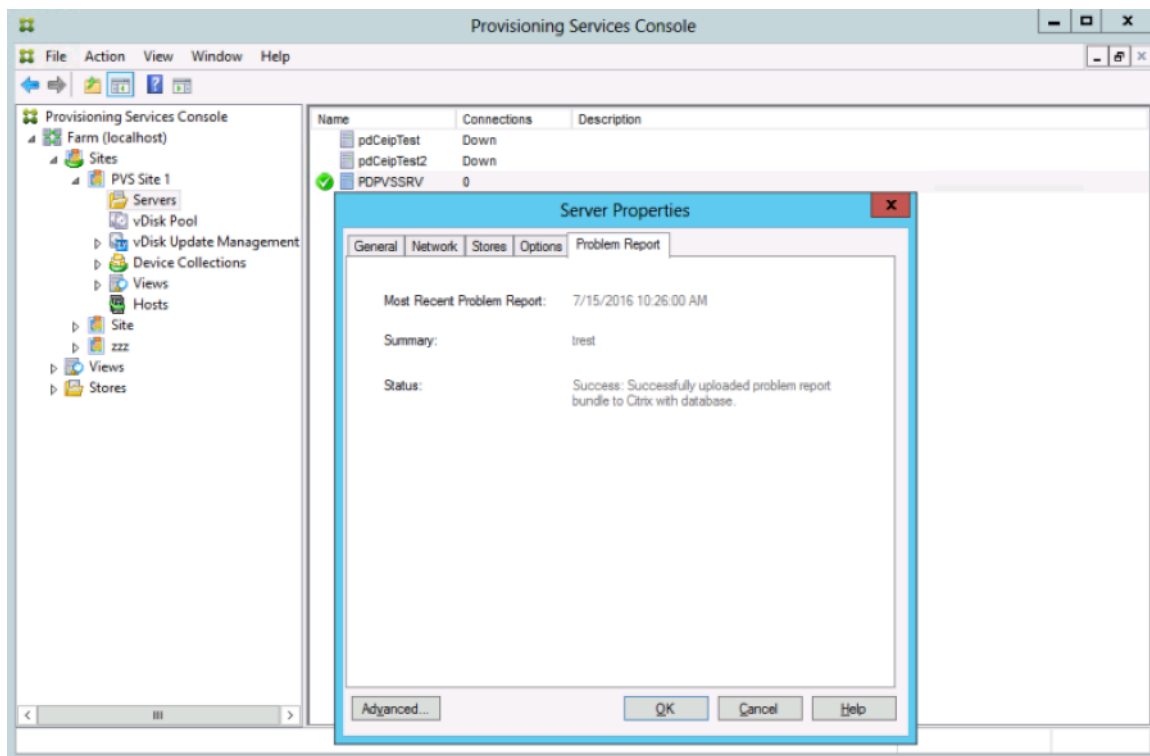 Provisioning Services Console
File Action View Window Help
Provisioning Services Console
Farm (localhost)
Sites
PVS Site 1
Servers
vDisk Pool
vDisk Update Management
Device Collections
Views
Hosts
Site
zzz
Views
Stores
Name Connections Description
pdCeipTest Down
pdCeipTest2 Down
PDPVSSRV 0
Server Properties
General Network Stores Options Problem Report
Most Recent Problem Report: 7/15/2016 10:26:00 AM
Summary: trest
Status: Success: Successfully uploaded problem report
bundle to Citrix with database.
Advanced... OK Cancel Help